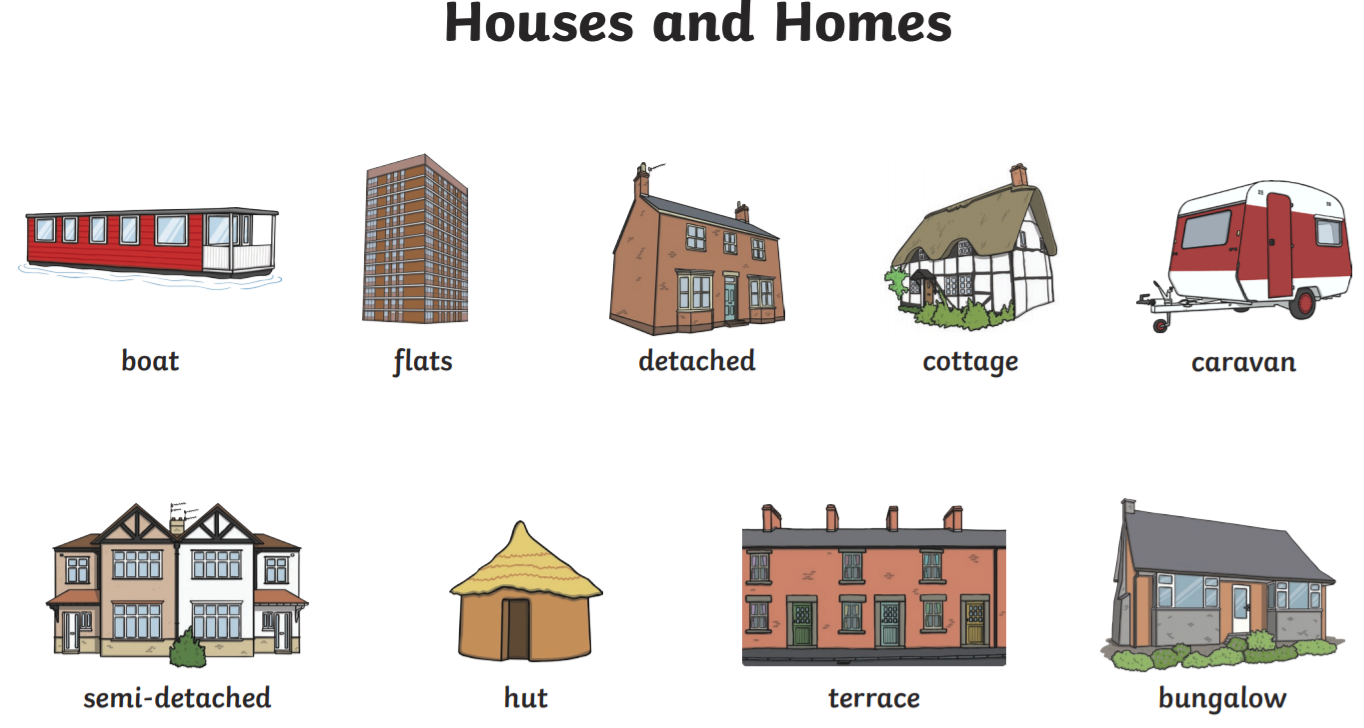 Houses and Homes
boat
flats
detached
cottage
caravan
semi-detached
hut
terrace
bungalow